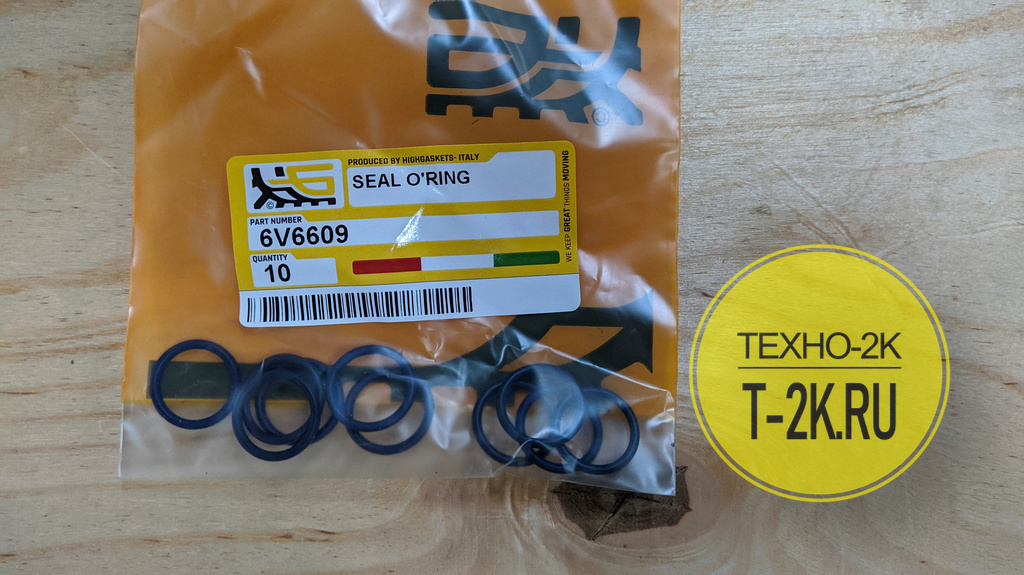 PRODUCED BY HIGHGASKETS- ITALY
SEAL O'RING
PART NUMBER
6V6609
QUANTITY
10
WE KEEP GREAT THINGS MOVING
ТЕХНО-2К
T-2K.RU